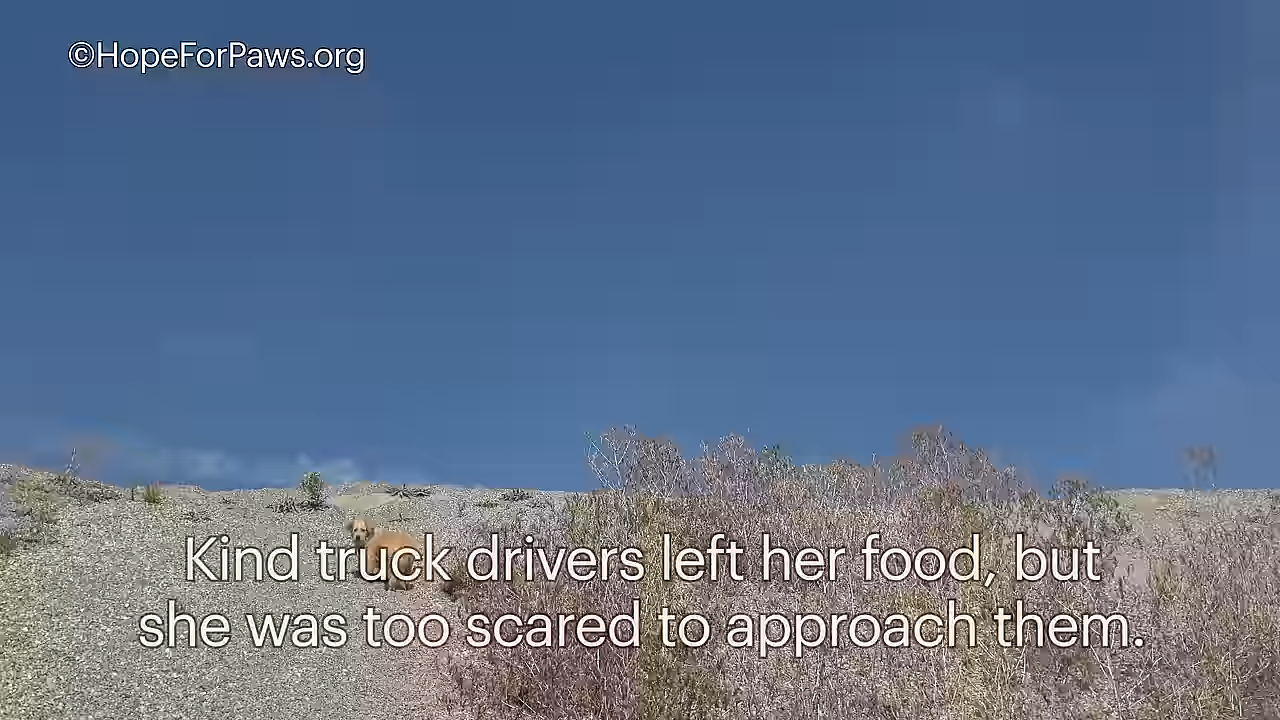 ©HopeForPaws.org
Kind truck drivers left her food, but
she was too scared to approach them.